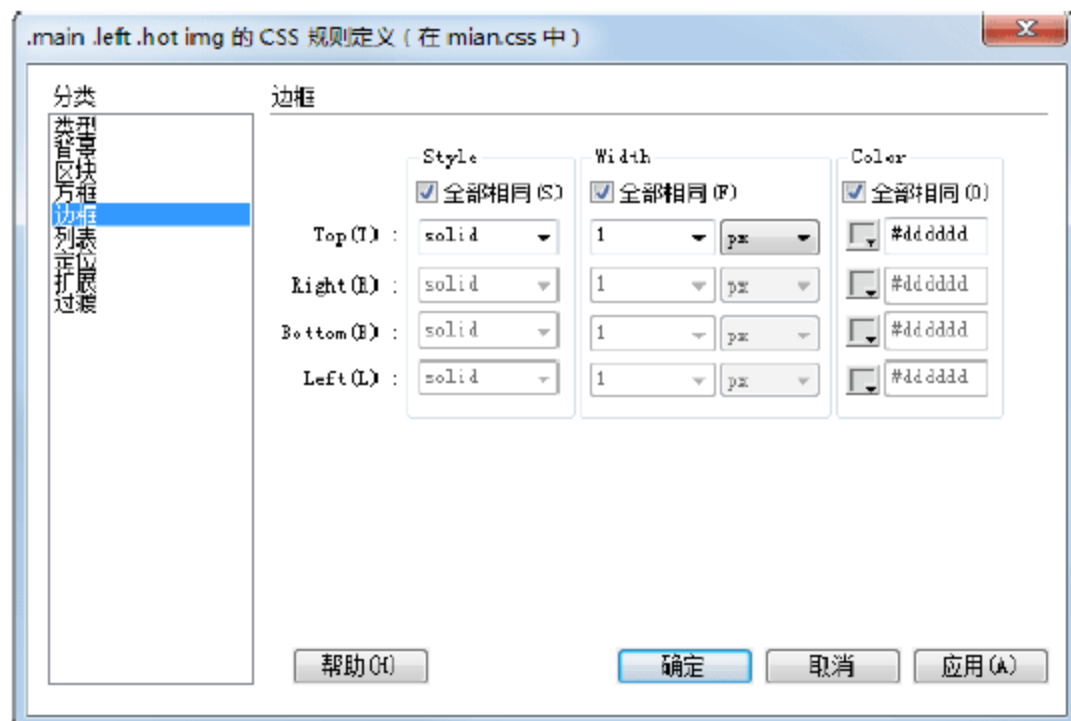 .main .left .hot img 的 CSS 规则定义（在 mian.css 中）
分类
边框
类型
背景
区块
方框
边框
列表
定位
扩展
过渡
Style Width Color
全部相同(S) 全部相同(F) 全部相同(O)
Top(T) : solid 1 px #dddddd
Right(R) : solid 1 px #dddddd
Bottom(B) : solid 1 px #dddddd
Left(L) : solid 1 px #dddddd
帮助(H) 确定 取消 应用(A)